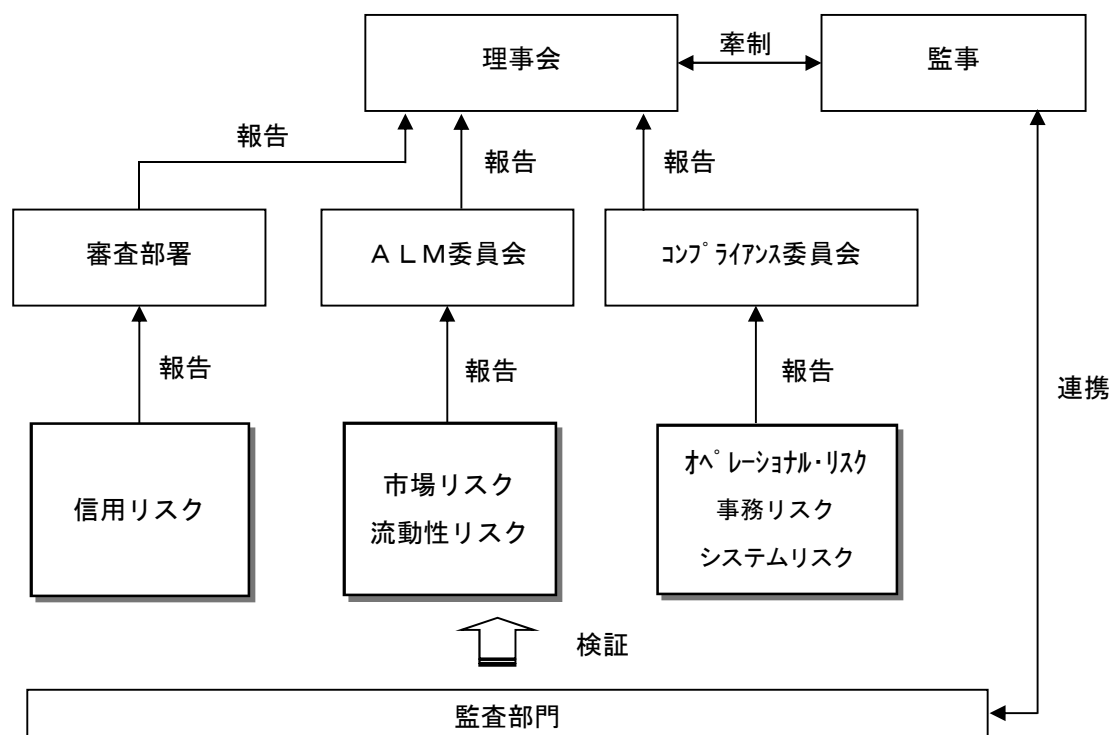 理事会
牽制
監事
報告
報告
報告
審査部署
ＡＬＭ委員会
ｺﾝﾌﾟﾗｲｱﾝｽ委員会
報告
報告
報告
連携
信用リスク
市場リスク
流動性リスク
ｵﾍﾟﾚｰｼｮﾅﾙ・ﾘｽｸ
事務リスク
システムリスク
検証
監査部門